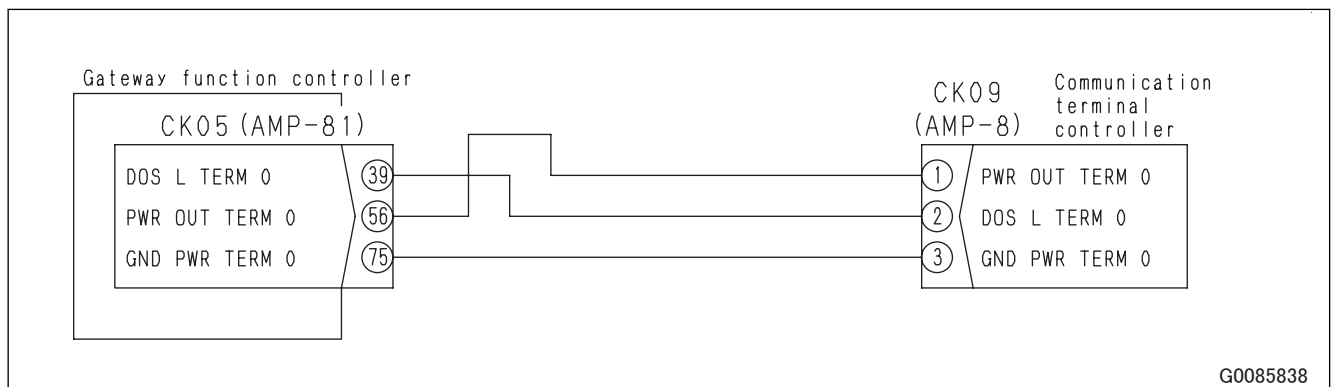 Gateway function controller
CK05 (AMP-81)
DOS L TERM 0
PWR OUT TERM 0
GND PWR TERM 0
39
56
75
CK09
(AMP-8)
Communication
terminal
controller
1
2
3
PWR OUT TERM 0
DOS L TERM 0
GND PWR TERM 0
G0085838